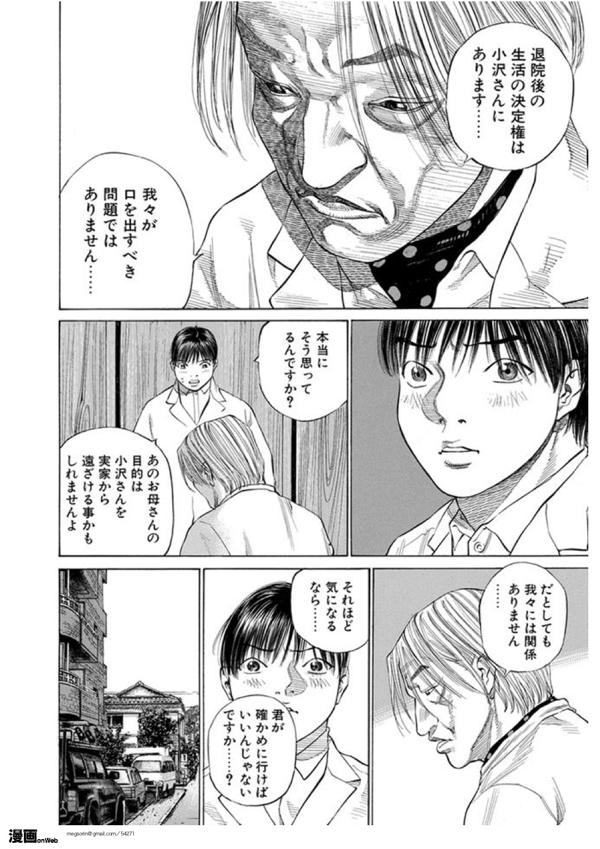 退院後の
生活の決定権は
小沢さんに
あります……
我々が
口を出すべき
問題では
ありません……
本当に
そう思って
るんですか？
あのお母さんの
目的は
小沢さんを
実家から
遠ざける事かも
しれませんよ
だとしても
我々には関係
ありません
……
それほど
気になる
なら……
君が
確かめに行けば
いいんじゃない
ですか……？
漫画 on Web
megaorin@gmail.com/54271